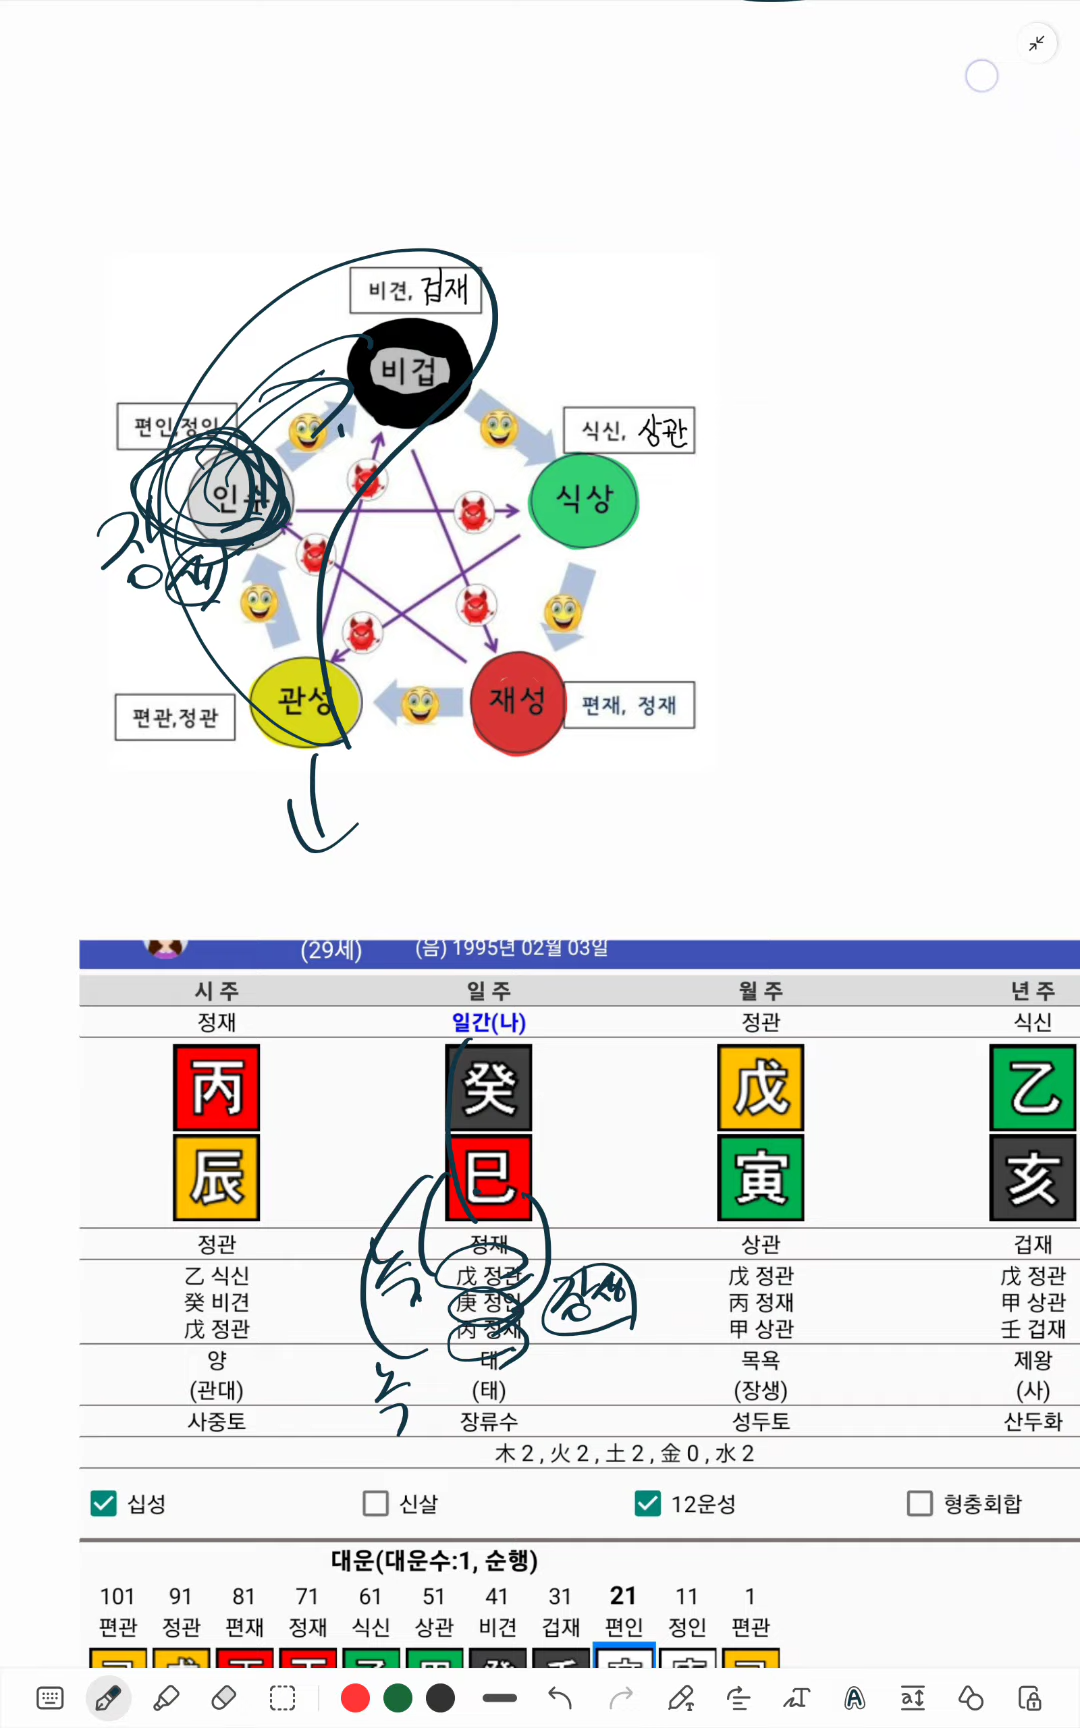 비견, 겁재
비겁
편인,정인
식신, 상관
인수
식상
장생
관성
재성
편관,정관
편재, 정재
(29세) (음) 1995년 02월 03일
시주 일주 월주 년주
정재 일간(나) 정관 식신
丙 癸 戊 乙
辰 巳 寅 亥
정관 정재 상관 겁재
乙 식신 戊 정관 戊 정관 戊 정관
癸 비견 庚 정인 丙 정재 甲 상관
戊 정관 丙 정재 甲 상관 壬 겁재
녹
장생
양 태 목욕 제왕
(관대) (태) (장생) (사)
녹
사중토 장류수 성두토 산두화
木 2 , 火 2 , 土 2 , 金 0 , 水 2
십성 신살 12운성 형충회합
대운(대운수:1, 순행)
101 91 81 71 61 51 41 31 21 11 1
편관 정관 편재 정재 식신 상관 비견 겁재 편인 정인 편관